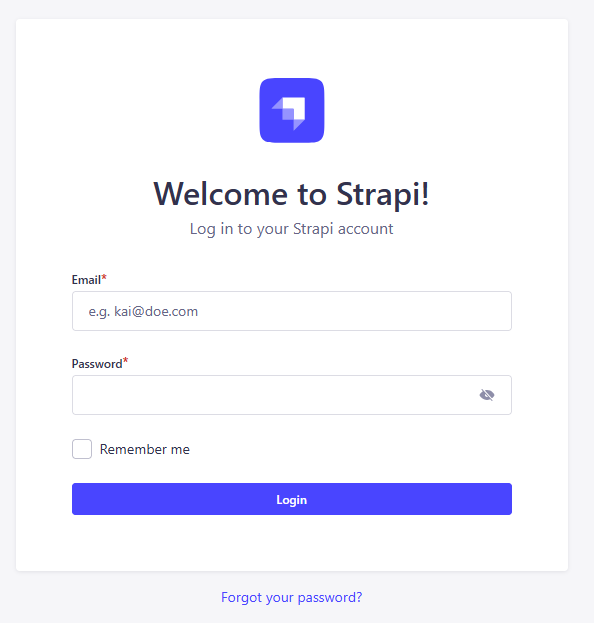 Welcome to Strapi!
Log in to your Strapi account
Email*
e.g. kai@doe.com
Password*
Remember me
Login
Forgot your password?